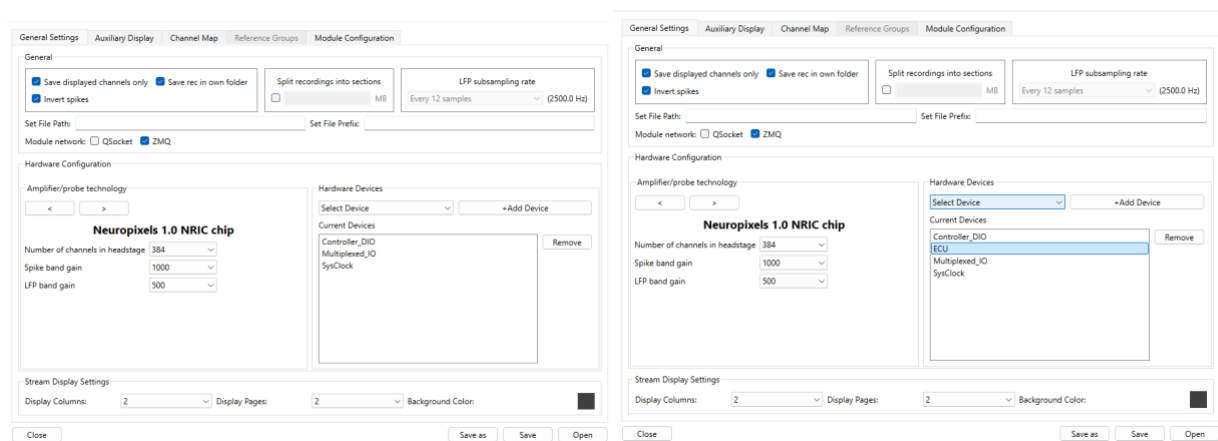 General Settings Auxiliary Display Channel Map Reference Groups Module Configuration
General
Save displayed channels only Save rec in own folder
Invert spikes
Split recordings into sections
MB
LFP subsampling rate
Every 12 samples (2500.0 Hz)
Set File Path: Set File Prefix:
Module network: QSocket ZMQ
Hardware Configuration
Amplifier/probe technology
< >
Neuropixels 1.0 NRIC chip
Number of channels in headstage 384
Spike band gain 1000
LFP band gain 500
Hardware Devices
Select Device +Add Device
Current Devices
Controller_DIO
Multiplexed_IO
SysClock
Remove
Stream Display Settings
Display Columns: 2 Display Pages: 2 Background Color:
Close Save as Save Open
General Settings Auxiliary Display Channel Map Reference Groups Module Configuration
General
Save displayed channels only Save rec in own folder
Invert spikes
Split recordings into sections
MB
LFP subsampling rate
Every 12 samples (2500.0 Hz)
Set File Path: Set File Prefix:
Module network: QSocket ZMQ
Hardware Configuration
Amplifier/probe technology
< >
Neuropixels 1.0 NRIC chip
Number of channels in headstage 384
Spike band gain 1000
LFP band gain 500
Hardware Devices
Select Device +Add Device
Current Devices
Controller_DIO
ECU
Multiplexed_IO
SysClock
Remove
Stream Display Settings
Display Columns: 2 Display Pages: 2 Background Color:
Close Save as Save Open